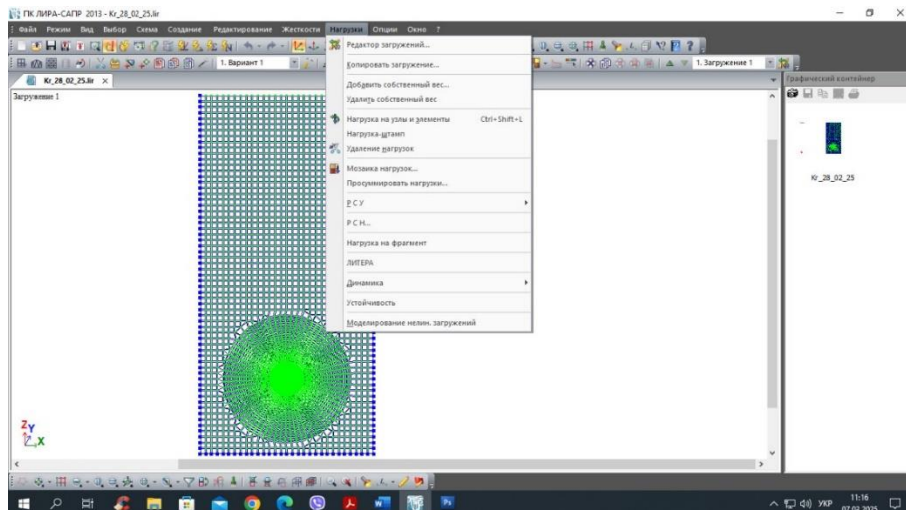 ПК ЛИРА-САПР 2013 - Kr_28_02_25.lir
Файл Режим Вид Выбор Схема Создание Редактирование Жесткости Нагрузки Опции Окно ?
1. Вариант 1
1. Загружение 1
Kr_28_02_25.lir ×
Загружение 1
Редактор загружений...
Копировать загружение...
Добавить собственный вес...
Удалить собственный вес
Нагрузка на узлы и элементы Ctrl+Shift+L
Нагрузка-штамп
Удаление нагрузок
Мозаика нагрузок...
Просуммировать нагрузки...
Р С У
Р С Н...
Нагрузка на фрагмент
ЛИТЕРА
Динамика
Устойчивость
Моделирование нелин. загружений
Графический контейнер
Kr_28_02_25
Z Y
X
УКР
11:16
07.03.2025